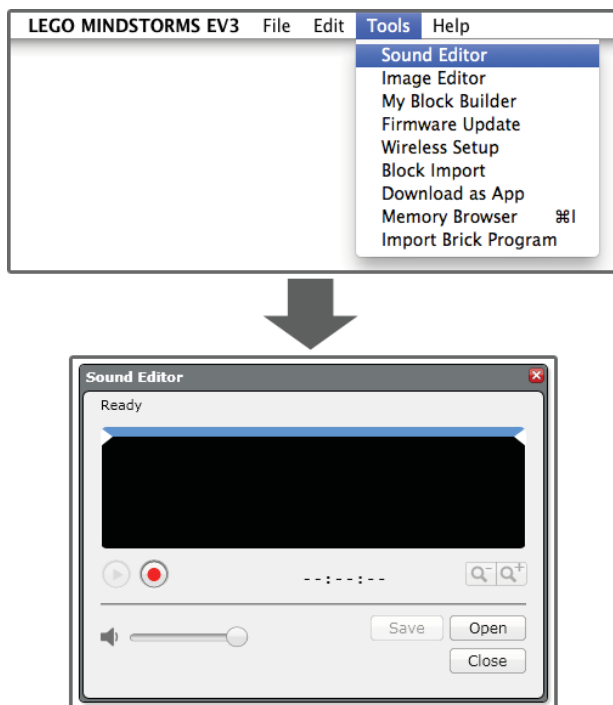 LEGO MINDSTORMS EV3 File Edit Tools Help
Sound Editor
Image Editor
My Block Builder
Firmware Update
Wireless Setup
Block Import
Download as App
Memory Browser ⌘I
Import Brick Program
Sound Editor
Ready
--:--:--
Save Open
Close